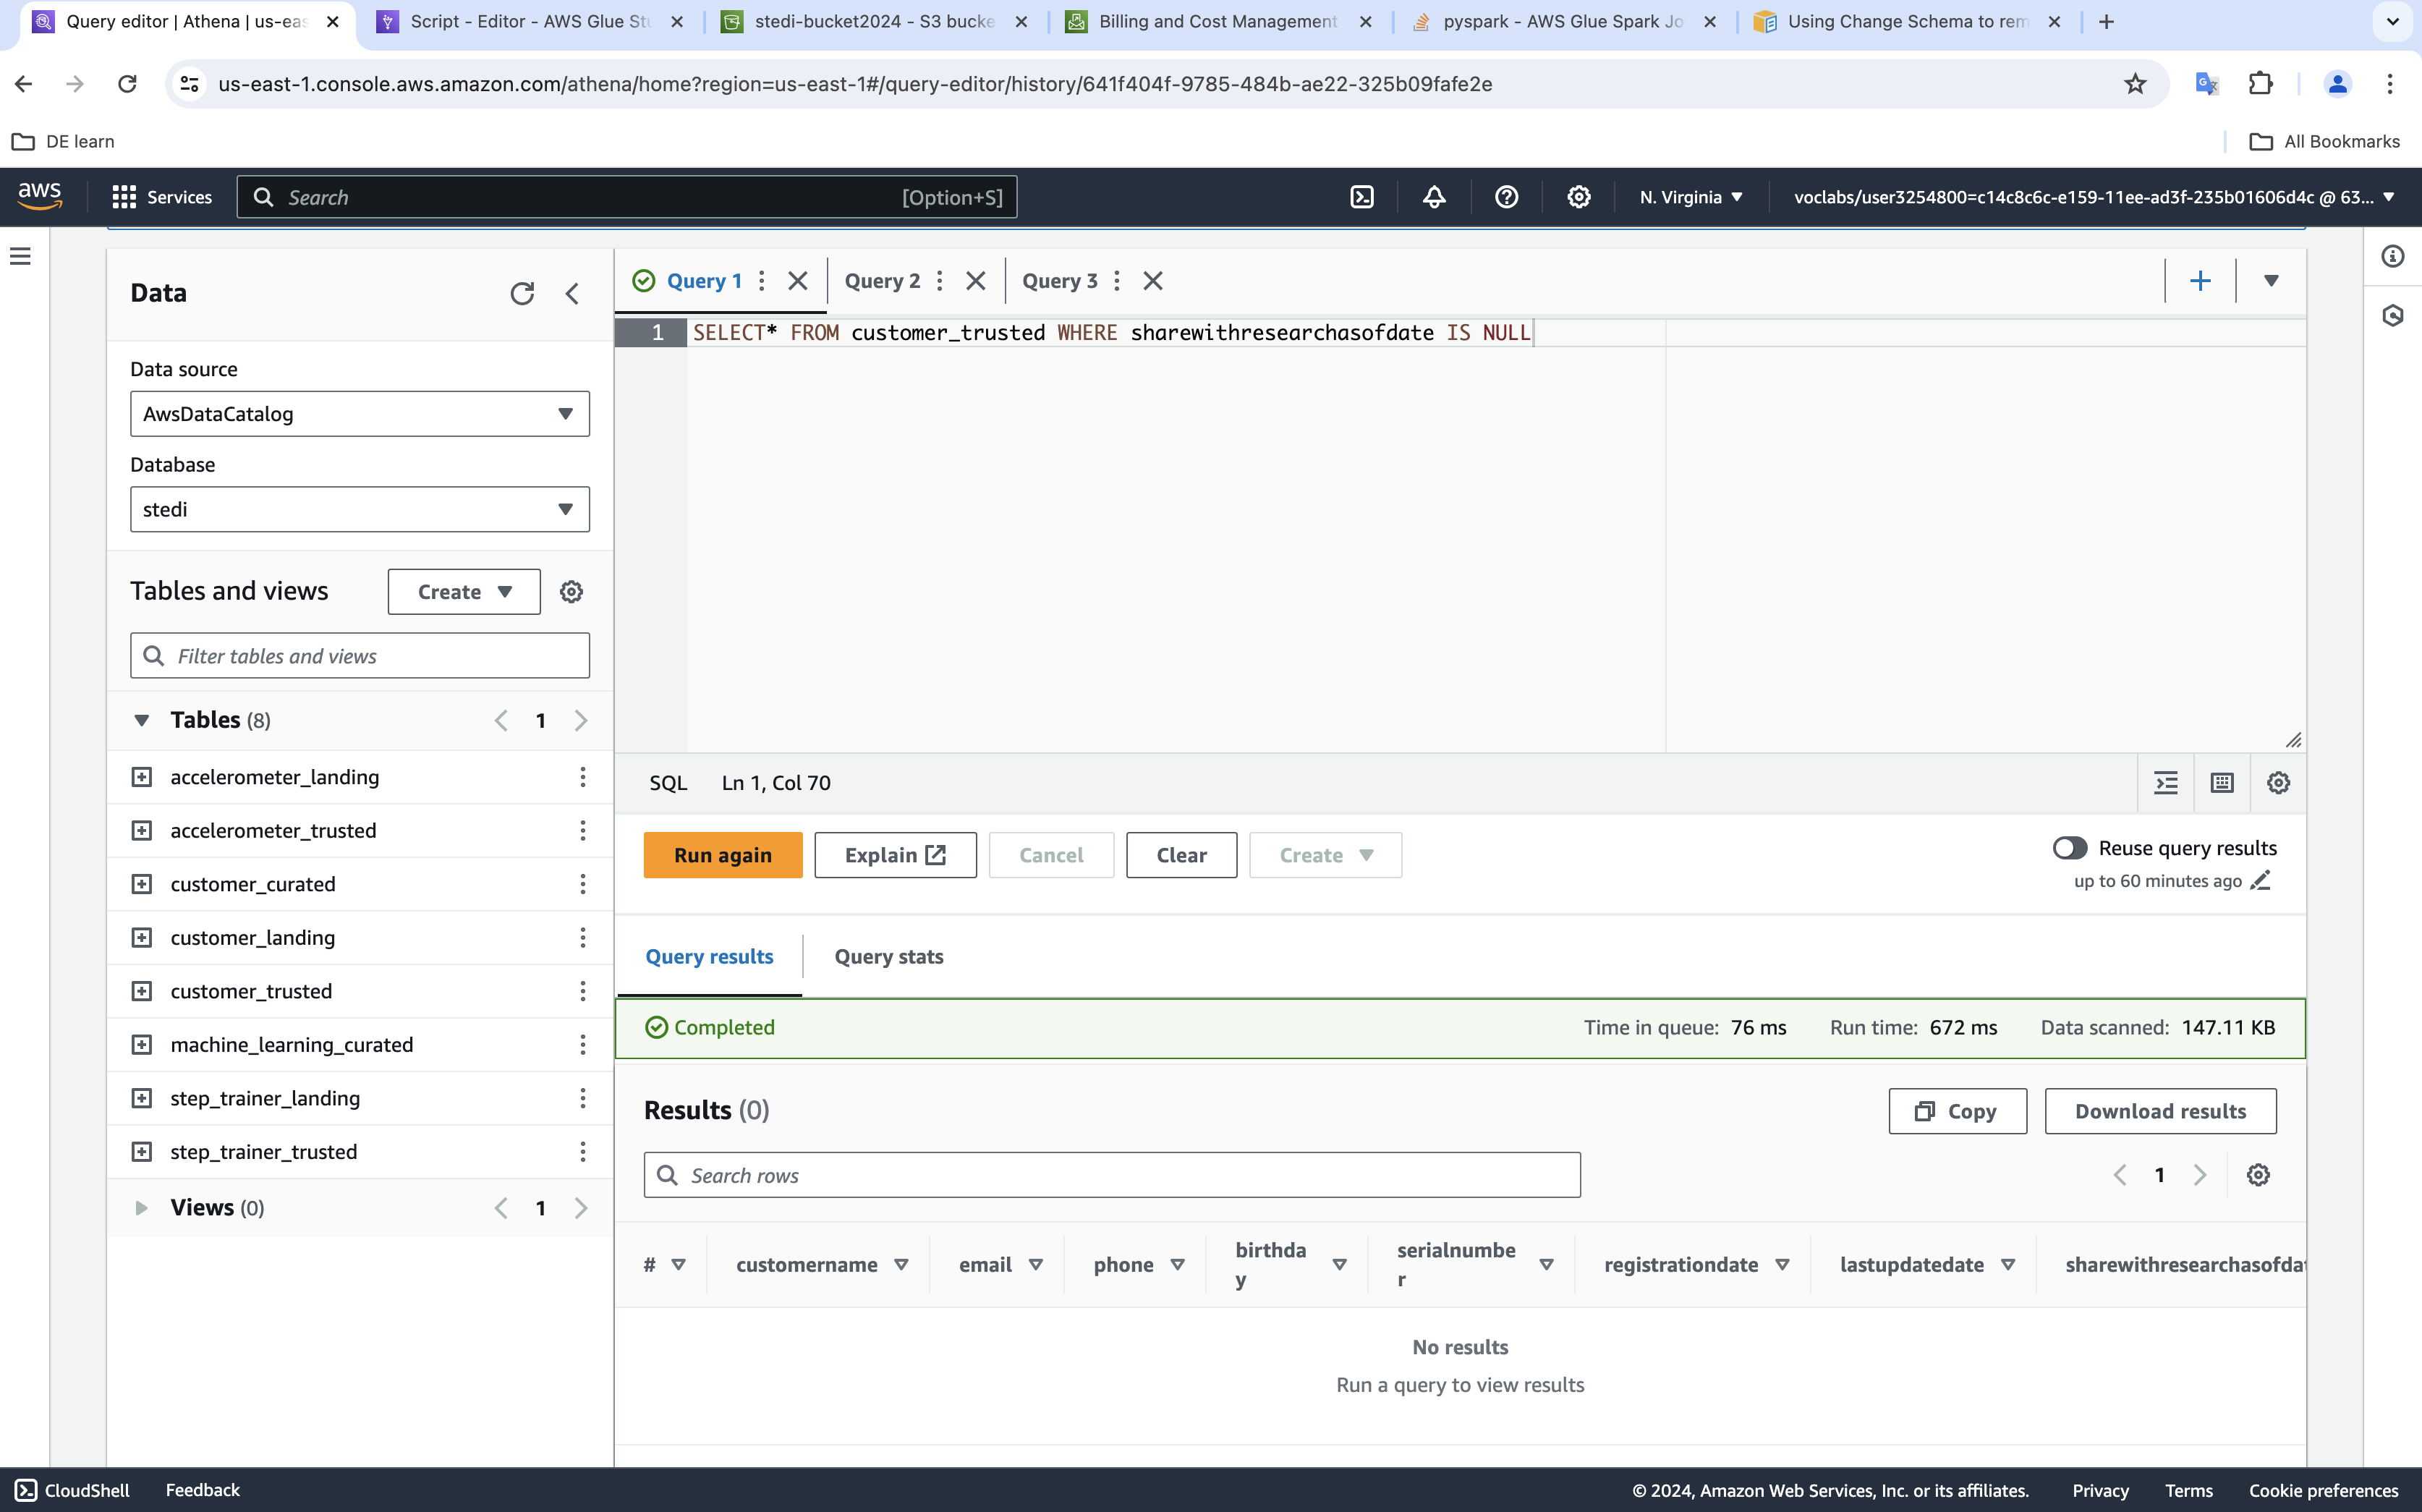 Query editor | Athena | us-eas
Script - Editor - AWS Glue Stu
stedi-bucket2024 - S3 bucke
Billing and Cost Management
pyspark - AWS Glue Spark Jo
Using Change Schema to rem
us-east-1.console.aws.amazon.com/athena/home?region=us-east-1#/query-editor/history/641f404f-9785-484b-ae22-325b09fafe2e
DE learn
All Bookmarks
aws
Services
Search
[Option+S]
N. Virginia
voclabs/user3254800=c14c8c6c-e159-11ee-ad3f-235b01606d4c @ 63...
Data
Data source
AwsDataCatalog
Database
stedi
Tables and views
Create
Filter tables and views
Tables (8)
1
accelerometer_landing
accelerometer_trusted
customer_curated
customer_landing
customer_trusted
machine_learning_curated
step_trainer_landing
step_trainer_trusted
Views (0)
1
Query 1
Query 2
Query 3
1 SELECT* FROM customer_trusted WHERE sharewithresearchasofdate IS NULL
SQL
Ln 1, Col 70
Run again
Explain
Cancel
Clear
Create
Reuse query results
up to 60 minutes ago
Query results
Query stats
Completed
Time in queue: 76 ms
Run time: 672 ms
Data scanned: 147.11 KB
Results (0)
Copy
Download results
Search rows
1
#
customername
email
phone
birthda
y
serialnumbe
r
registrationdate
lastupdatedate
sharewithresearchasofdat
No results
Run a query to view results
CloudShell
Feedback
© 2024, Amazon Web Services, Inc. or its affiliates.
Privacy
Terms
Cookie preferences